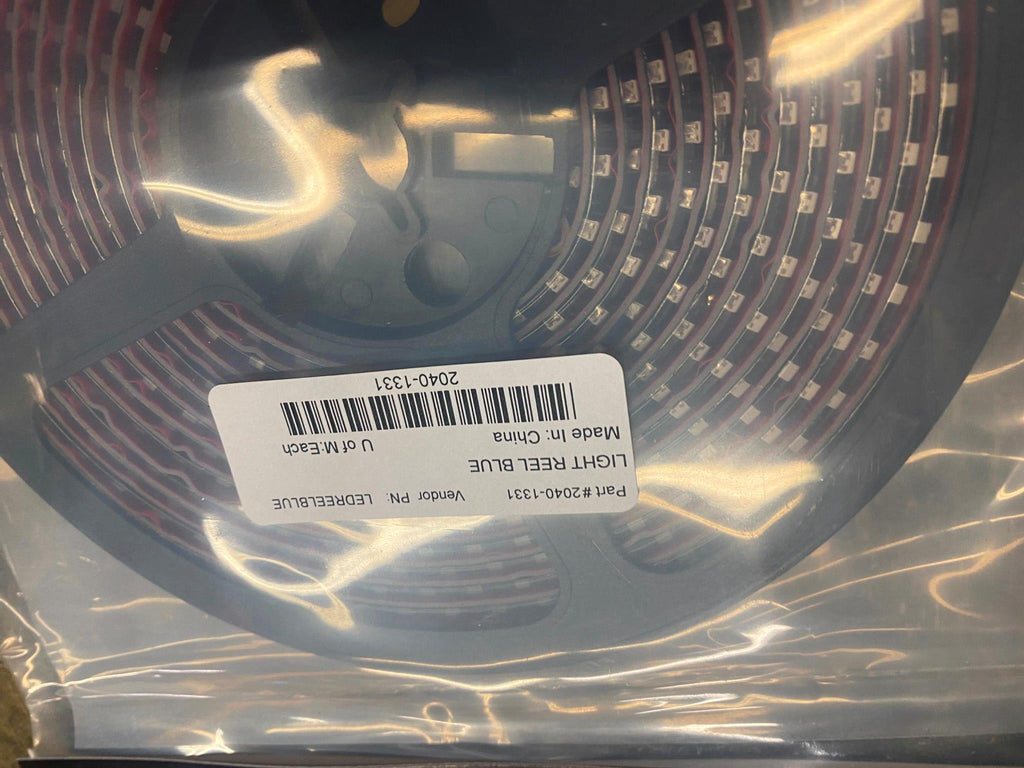 Part #2040-1331 Vendor PN: LEDREELBLUE
LIGHT REEL BLUE
Made In: China
U of M:Each
2040-1331